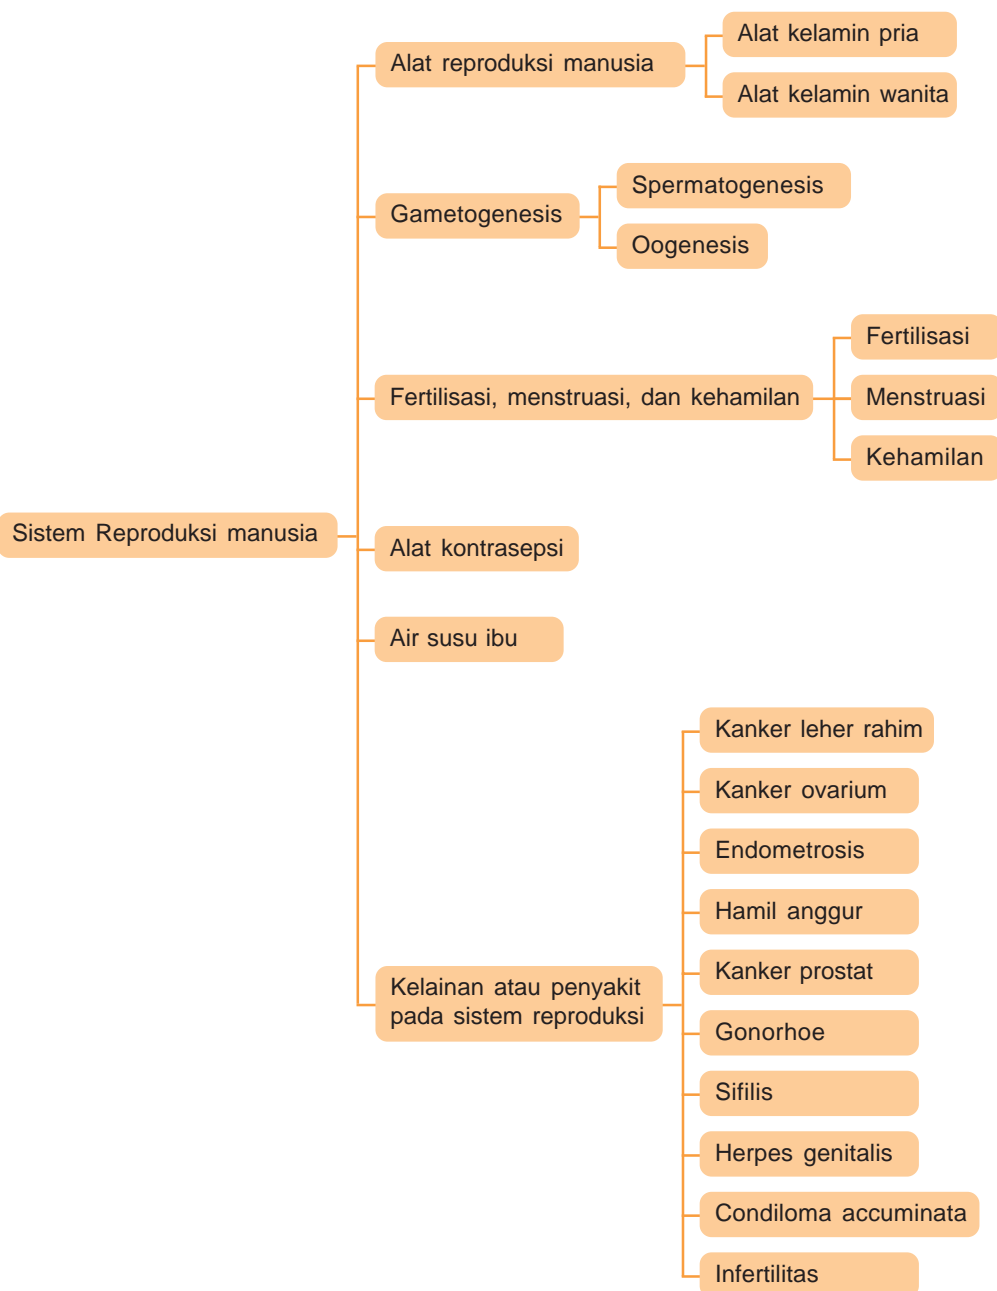 Alat kelamin pria
Alat reproduksi manusia
Alat kelamin wanita
Spermatogenesis
Gametogenesis
Oogenesis
Fertilisasi
Fertilisasi, menstruasi, dan kehamilan
Menstruasi
Kehamilan
Sistem Reproduksi manusia
Alat kontrasepsi
Air susu ibu
Kanker leher rahim
Kanker ovarium
Endometrosis
Hamil anggur
Kanker prostat
Kelainan atau penyakit
pada sistem reproduksi
Gonorhoe
Sifilis
Herpes genitalis
Condiloma accuminata
Infertilitas